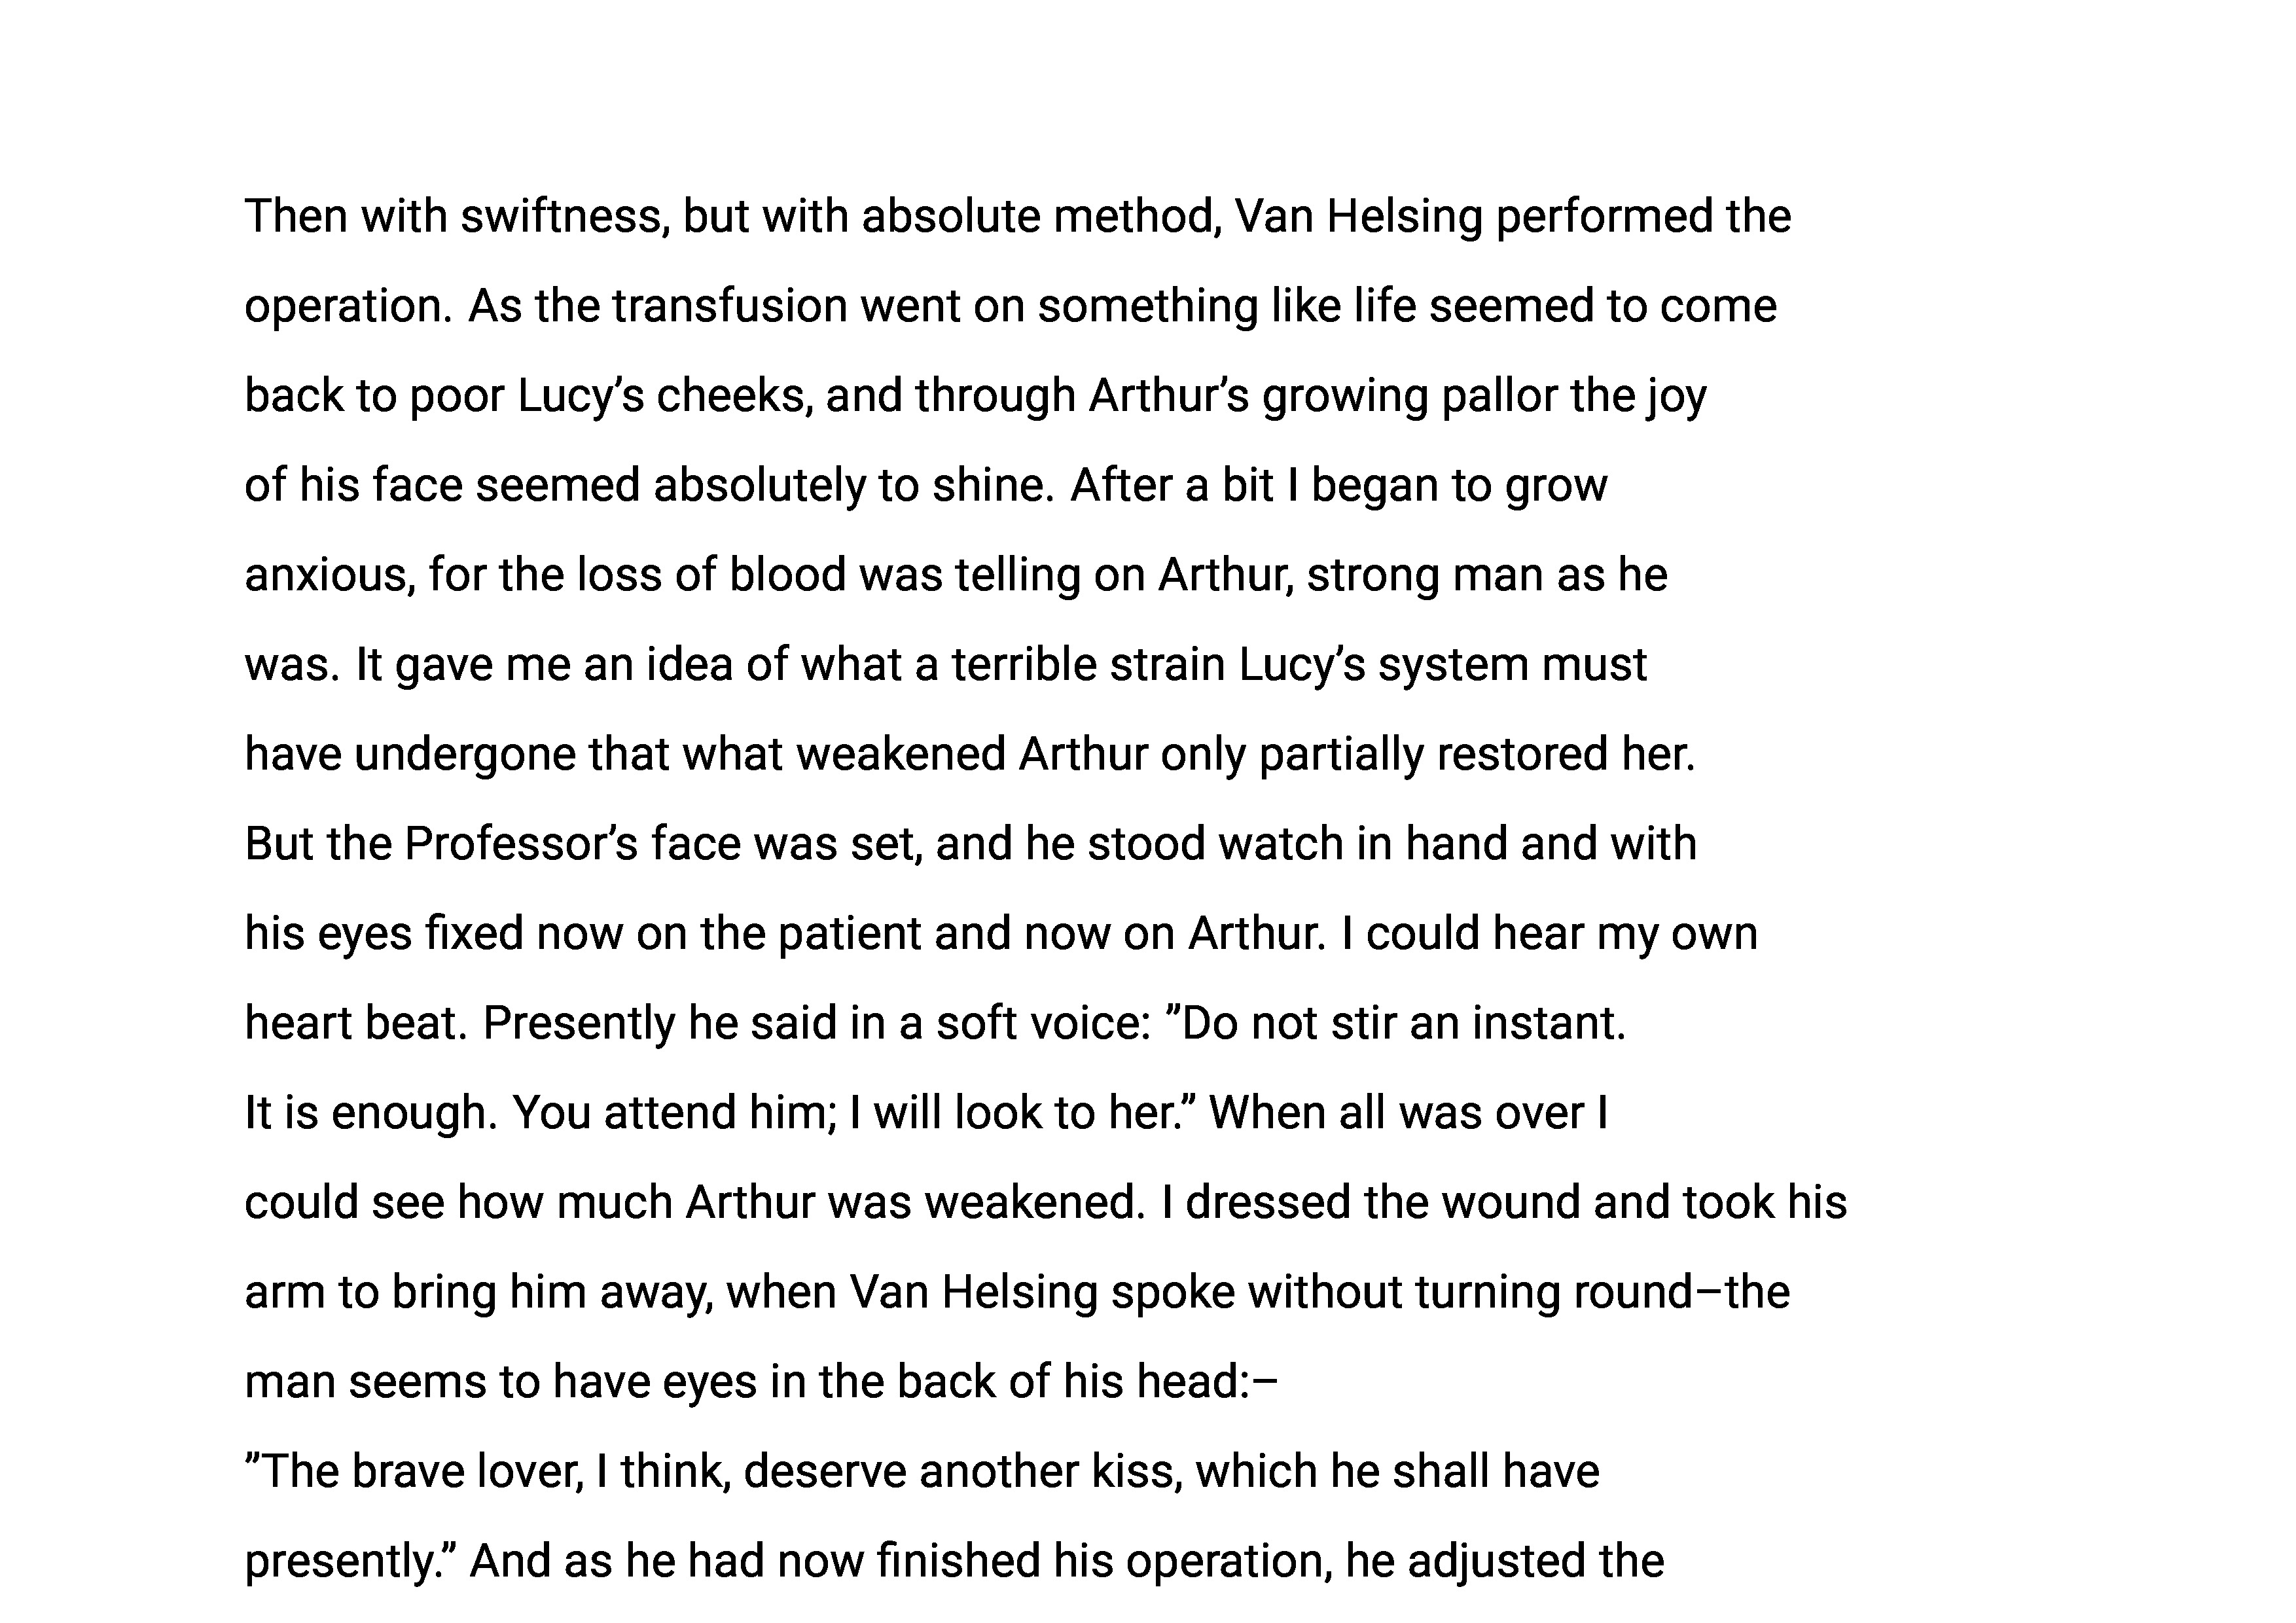 Then with swiftness, but with absolute method, Van Helsing performed the
operation. As the transfusion went on something like life seemed to come
back to poor Lucy’s cheeks, and through Arthur’s growing pallor the joy
of his face seemed absolutely to shine. After a bit I began to grow
anxious, for the loss of blood was telling on Arthur, strong man as he
was. It gave me an idea of what a terrible strain Lucy’s system must
have undergone that what weakened Arthur only partially restored her.
But the Professor’s face was set, and he stood watch in hand and with
his eyes fixed now on the patient and now on Arthur. I could hear my own
heart beat. Presently he said in a soft voice: ”Do not stir an instant.
It is enough. You attend him; I will look to her.” When all was over I
could see how much Arthur was weakened. I dressed the wound and took his
arm to bring him away, when Van Helsing spoke without turning round–the
man seems to have eyes in the back of his head:–
”The brave lover, I think, deserve another kiss, which he shall have
presently.” And as he had now finished his operation, he adjusted the